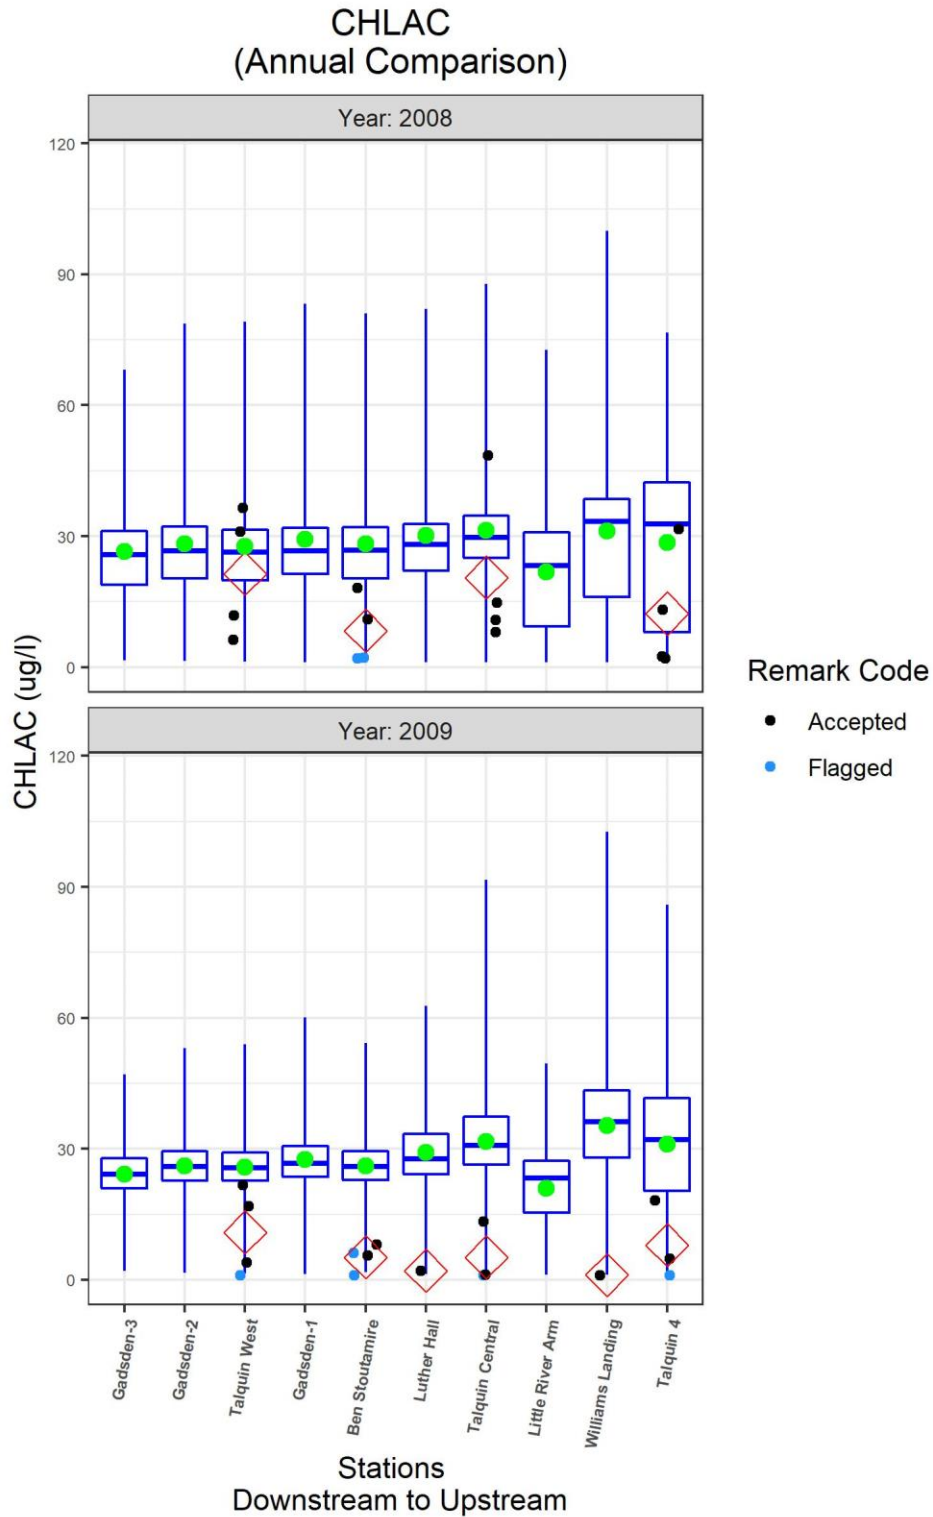 CHLAC
(Annual Comparison)
Year: 2008
120
90
60
30
0
CHLAC (ug/l)
Year: 2009
120
90
60
30
0
Remark Code
Accepted
Flagged
Gadsden-3
Gadsden-2
Talquin West
Gadsden-1
Ben Stoutamire
Luther Hall
Talquin Central
Little River Arm
Williams Landing
Talquin 4
Stations
Downstream to Upstream